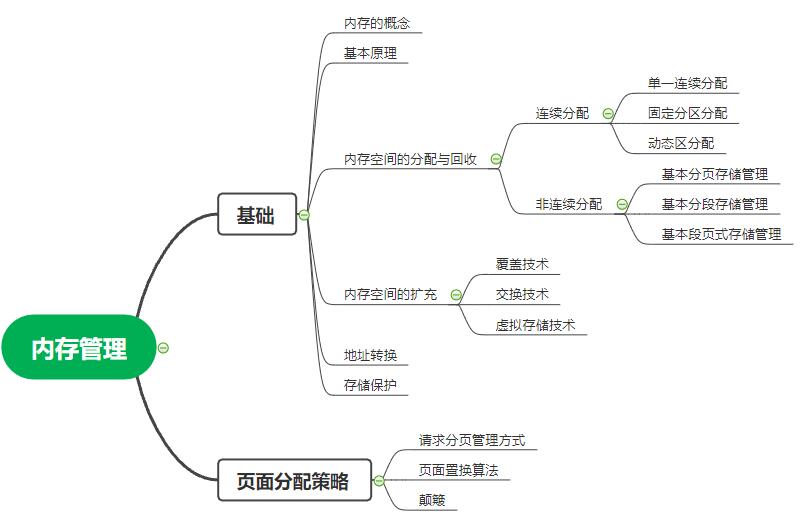 内存管理
基础
内存的概念
基本原理
内存空间的分配与回收
连续分配
单一连续分配
固定分区分配
动态区分配
非连续分配
基本分页存储管理
基本分段存储管理
基本段页式存储管理
内存空间的扩充
覆盖技术
交换技术
虚拟存储技术
地址转换
存储保护
页面分配策略
请求分页管理方式
页面置换算法
颠簸